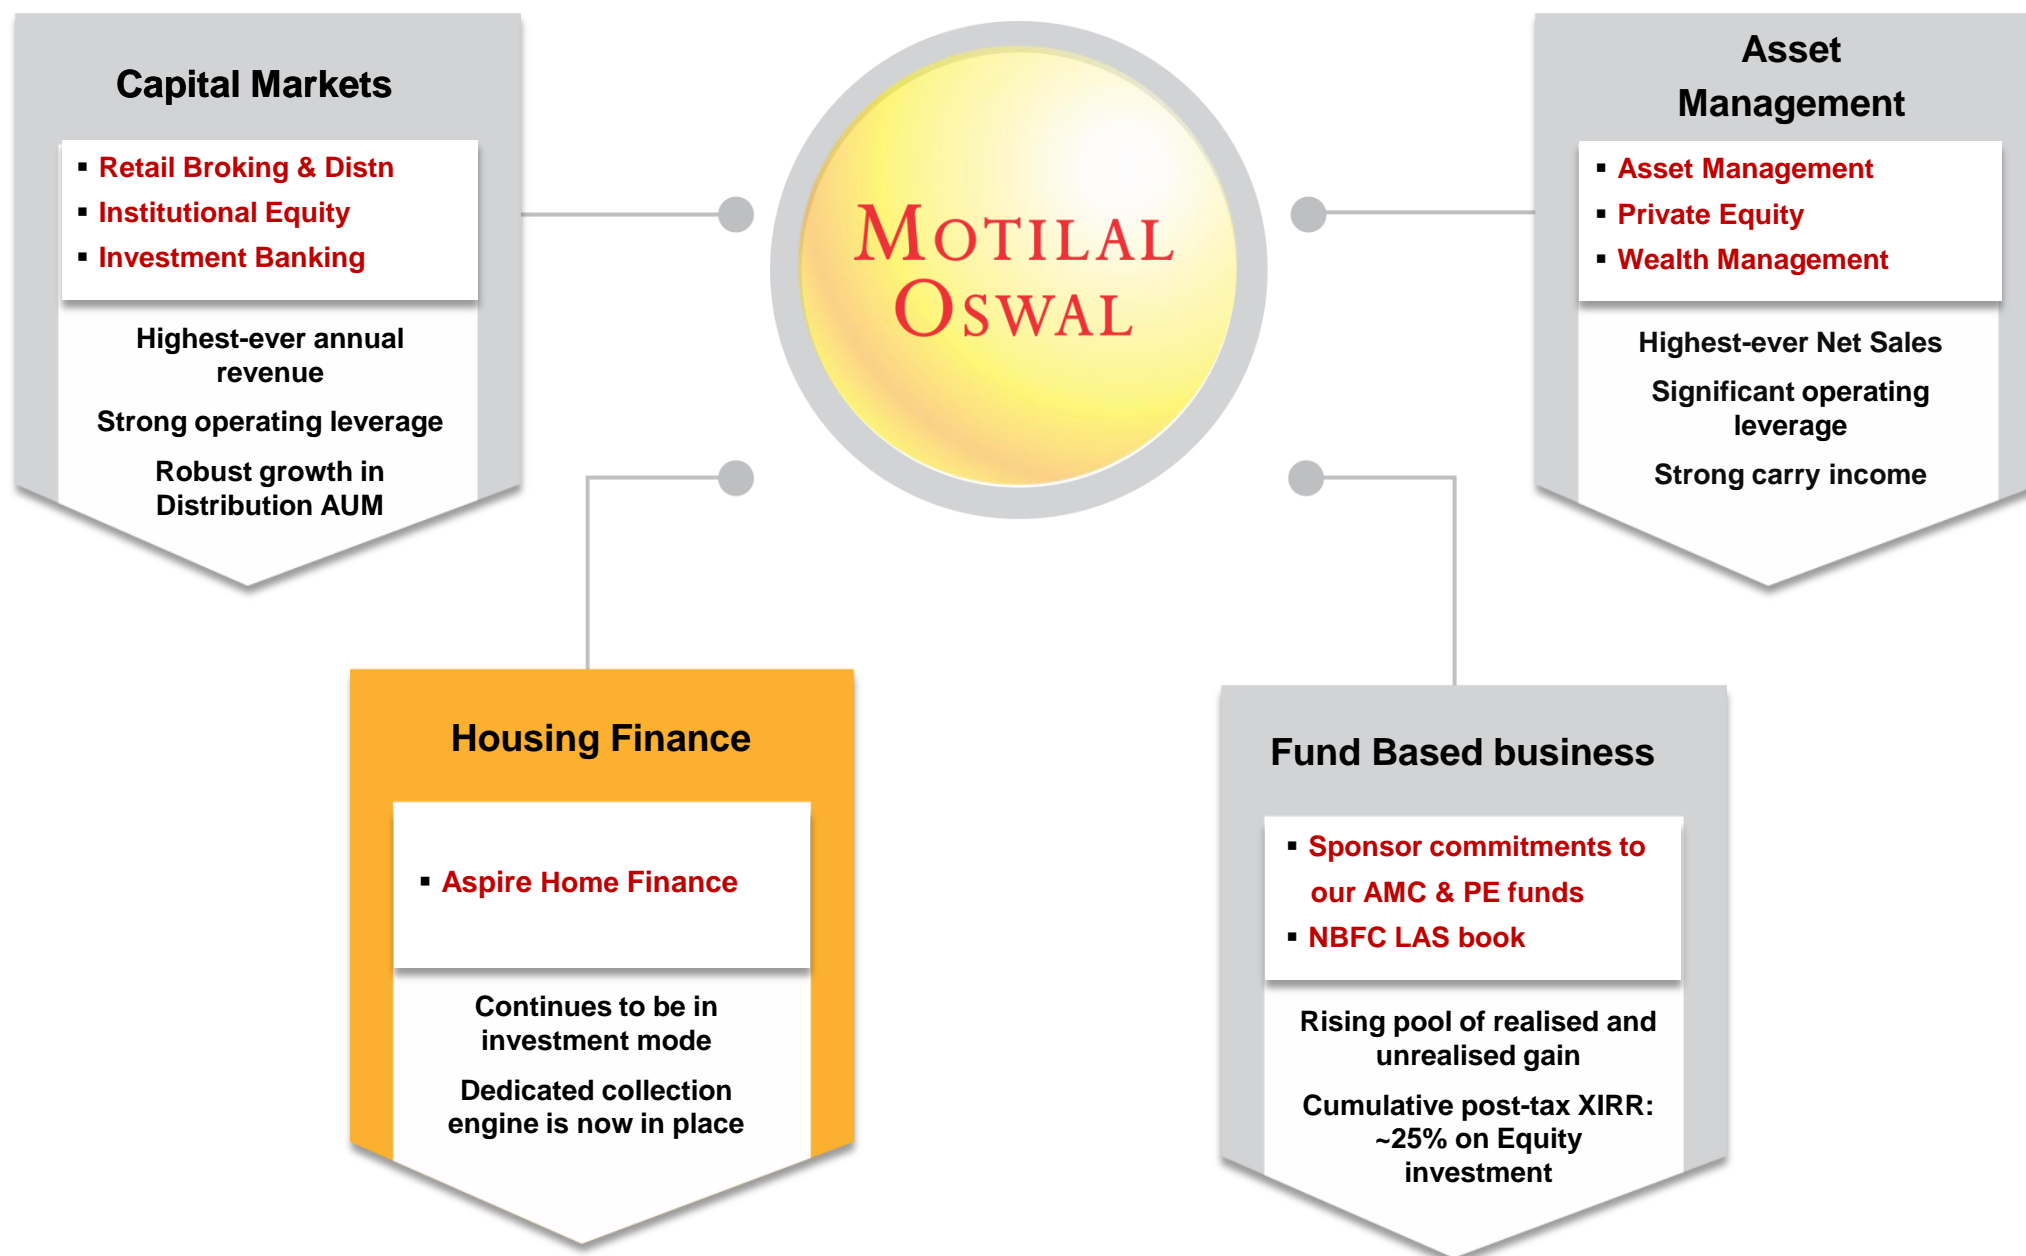 Capital Markets
▪ Retail Broking & Distn
▪ Institutional Equity
▪ Investment Banking
Highest-ever annual
revenue
Strong operating leverage
Robust growth in
Distribution AUM
MOTILAL
OSWAL
Asset
Management
▪ Asset Management
▪ Private Equity
▪ Wealth Management
Highest-ever Net Sales
Significant operating
leverage
Strong carry income
Housing Finance
▪ Aspire Home Finance
Continues to be in
investment mode
Dedicated collection
engine is now in place
Fund Based business
▪ Sponsor commitments to
our AMC & PE funds
▪ NBFC LAS book
Rising pool of realised and
unrealised gain
Cumulative post-tax XIRR:
~25% on Equity
investment